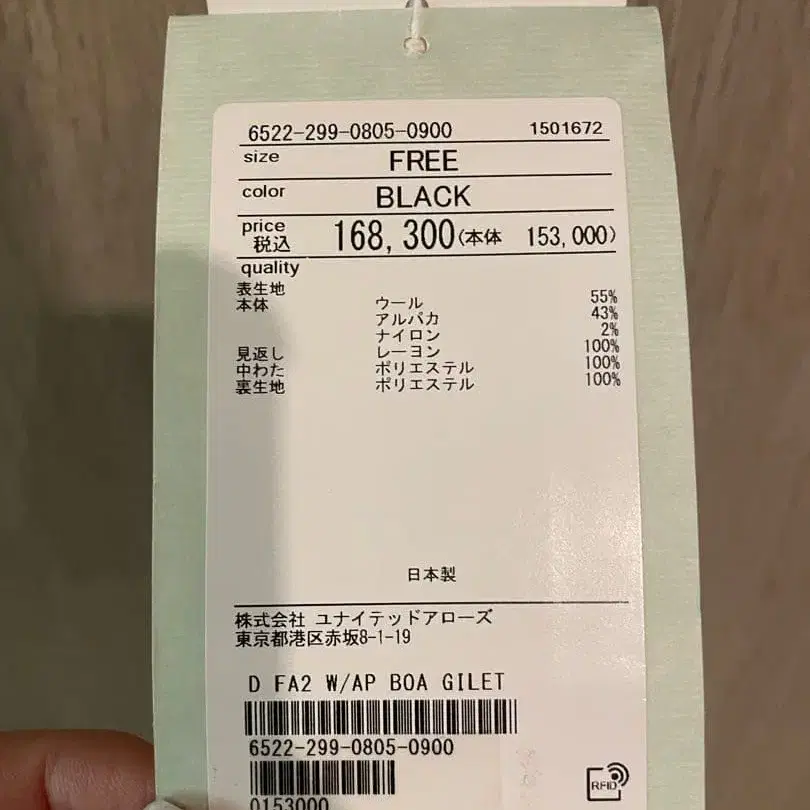 6522-299-0805-0900 1501672
size FREE
color BLACK
price 税込 168,300(本体 153,000)
quality
表生地
本体 ウール 55%
アルパカ 43%
ナイロン 2%
見返し レーヨン 100%
中わた ポリエステル 100%
裏生地 ポリエステル 100%
日本製
株式会社 ユナイテッドアローズ
東京都港区赤坂8-1-19
D FA2 W/AP BOA GILET
6522-299-0805-0900
0153000
RFID